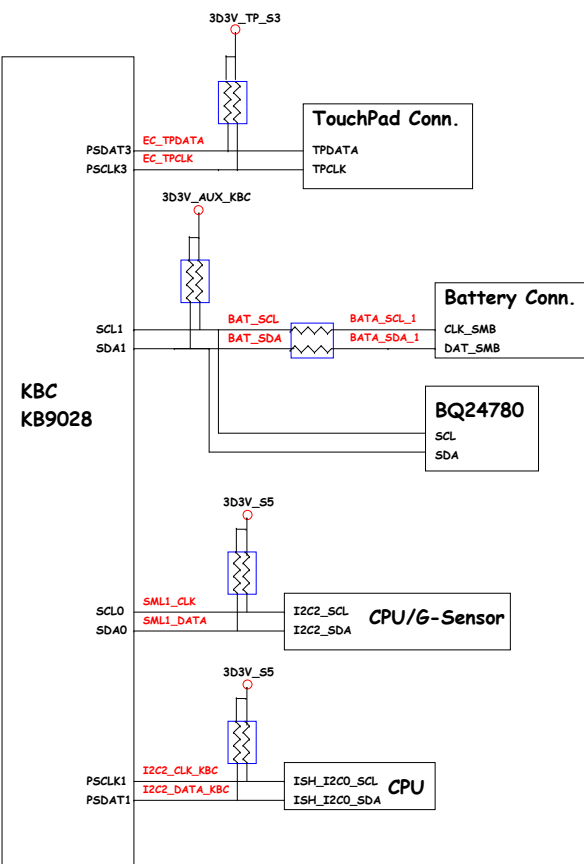 3D3V_TP_S3
TouchPad Conn.
EC_TPDATA
PSDAT3
TPDATA
EC_TPCLK
PSCLK3
TPCLK
3D3V_AUX_KBC
Battery Conn.
BAT_SCL
BATA_SCL_1
SCL1
CLK_SMB
BAT_SDA
BATA_SDA_1
SDA1
DAT_SMB
KBC
KB9028
BQ24780
SCL
SDA
3D3V_S5
SML1_CLK
SCL0
I2C2_SCL
CPU/G-Sensor
SML1_DATA
SDA0
I2C2_SDA
3D3V_S5
I2C2_CLK_KBC
PSCLK1
ISH_I2C0_SCL
CPU
I2C2_DATA_KBC
PSDAT1
ISH_I2C0_SDA